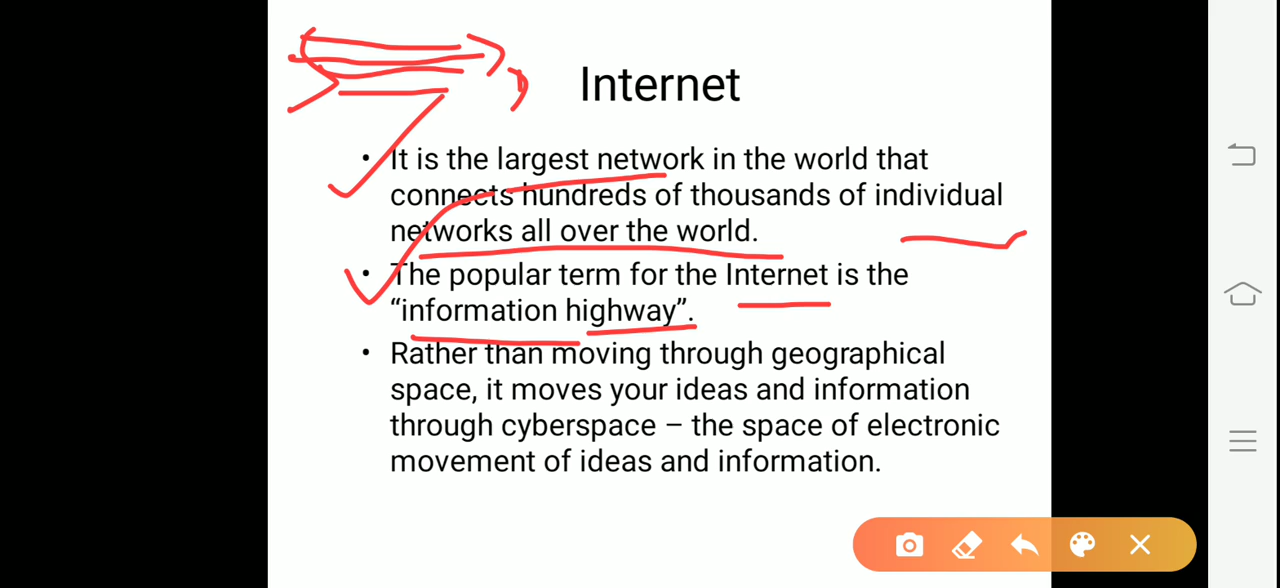 Internet
• It is the largest network in the world that
connects hundreds of thousands of individual
networks all over the world.
• The popular term for the Internet is the
“information highway”.
• Rather than moving through geographical
space, it moves your ideas and information
through cyberspace – the space of electronic
movement of ideas and information.